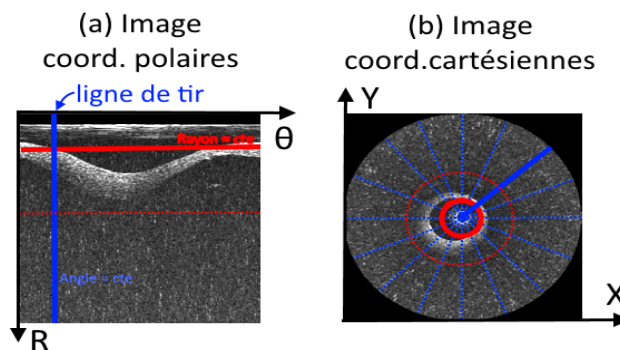 (a) Image
coord. polaires
ligne de tir
θ
Rayon = cte
Angle = cte
R
(b) Image
coord.cartésiennes
Y
X